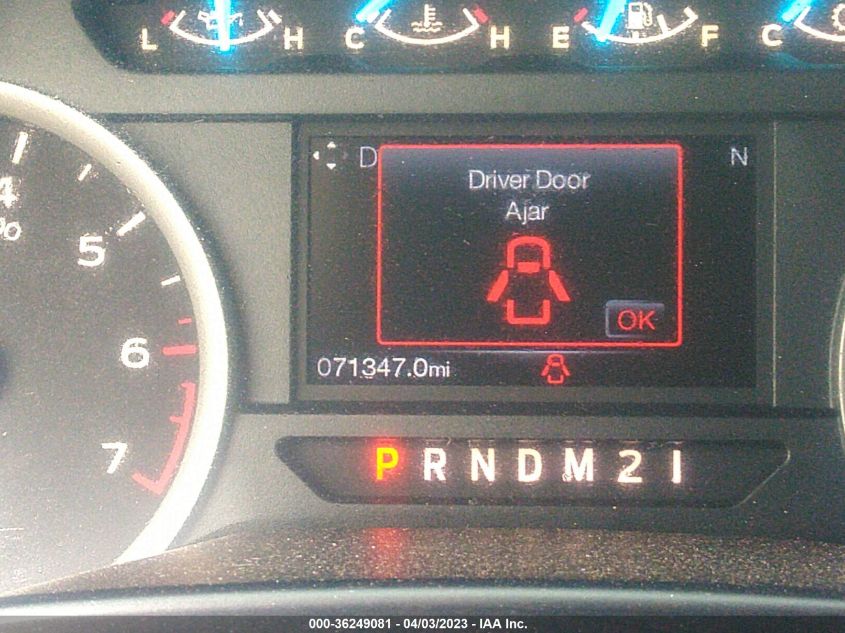 L H C H E F C
4
%
5
6
7
D N
Driver Door
Ajar
OK
071347.0mi
P R N D M 2 1
000-36249081 - 04/03/2023 - IAA Inc.